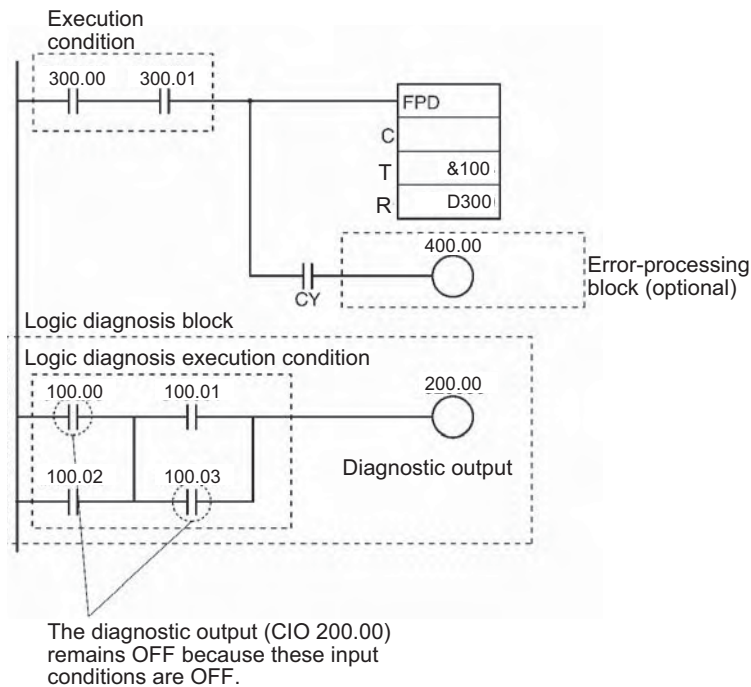 Execution
condition
300.00 300.01
FPD
C
T &100
R D300
400.00
CY
Error-processing
block (optional)
Logic diagnosis block
Logic diagnosis execution condition
100.00 100.01 200.00
100.02 100.03
Diagnostic output
The diagnostic output (CIO 200.00)
remains OFF because these input
conditions are OFF.